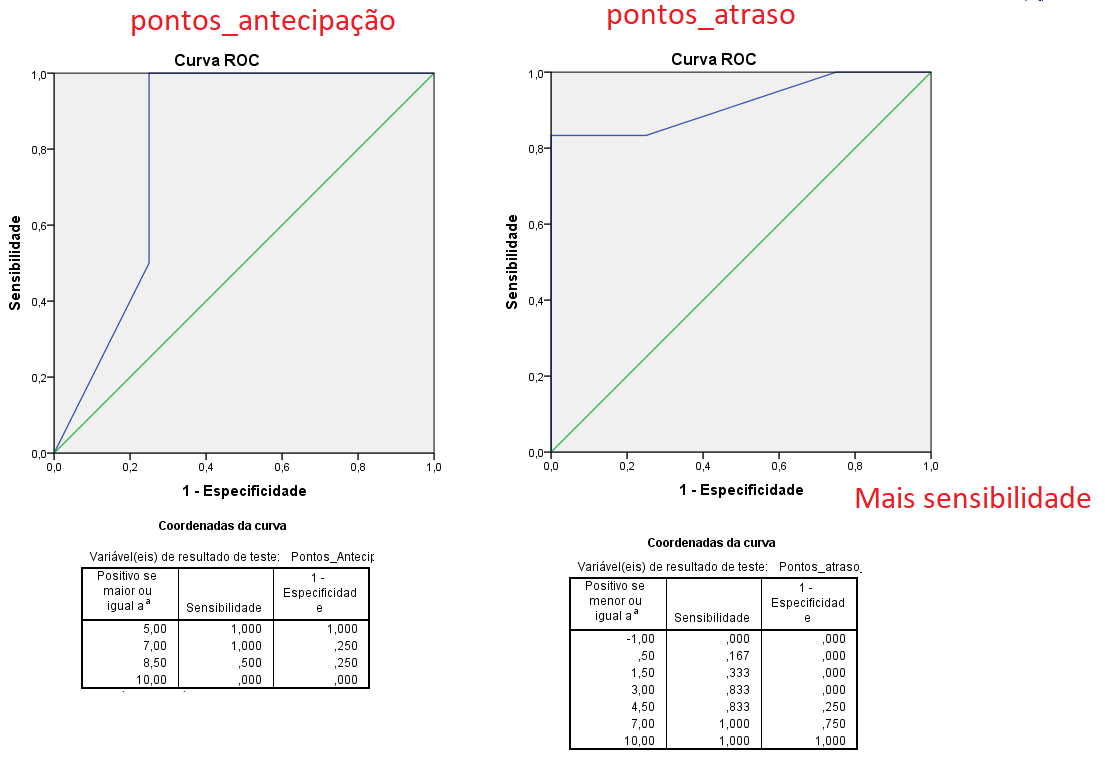 pontos_antecipação
pontos_atraso
Curva ROC
1,0
0,8
0,6
0,4
0,2
0,0
Sensibilidade
0,0 0,2 0,4 0,6 0,8 1,0
1 - Especificidade
Curva ROC
1,0
0,8
0,6
0,4
0,2
0,0
Sensibilidade
0,0 0,2 0,4 0,6 0,8 1,0
1 - Especificidade
Mais sensibilidade
Coordenadas da curva
Variável(eis) de resultado de teste: Pontos_Antecip
Positivo se
maior ou
igual a a
Sensibilidade
1 -
Especificidad
e
5,00 1,000 1,000
7,00 1,000 ,250
8,50 ,500 ,250
10,00 ,000 ,000
Coordenadas da curva
Variável(eis) de resultado de teste: Pontos_atraso_
Positivo se
menor ou
igual a a
Sensibilidade
1 -
Especificidad
e
-1,00 ,000 ,000
,50 ,167 ,000
1,50 ,333 ,000
3,00 ,833 ,000
4,50 ,833 ,250
7,00 1,000 ,750
10,00 1,000 1,000